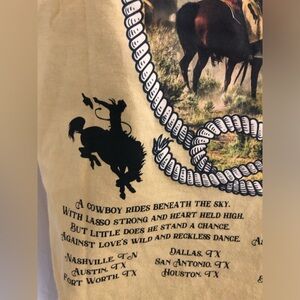 A COWBOY RIDES BENEATH THE SKY.
WITH LASSO STRONG AND HEART HELD HIGH.
BUT LITTLE DOES HE STAND A CHANCE.
AGAINST LOVE'S WILD AND RECKLESS DANCE.
NASHVILLE, TN
AUSTIN, TX
FORT WORTH, TX
DALLAS, TX
SAN ANTONIO, TX
HOUSTON, TX